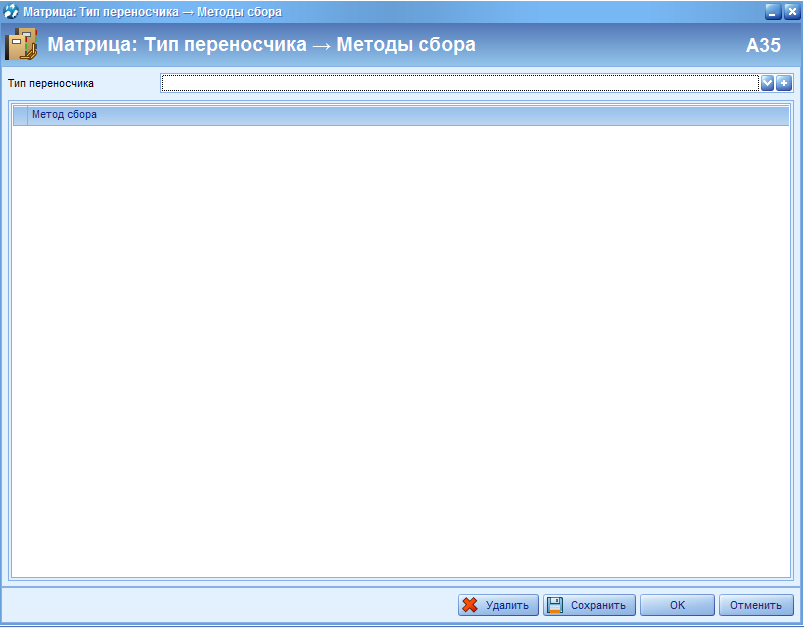 Матрица: Тип переносчика → Методы сбора
Матрица: Тип переносчика → Методы сбора
A35
Тип переносчика
Метод сбора
Удалить
Сохранить
OK
Отменить